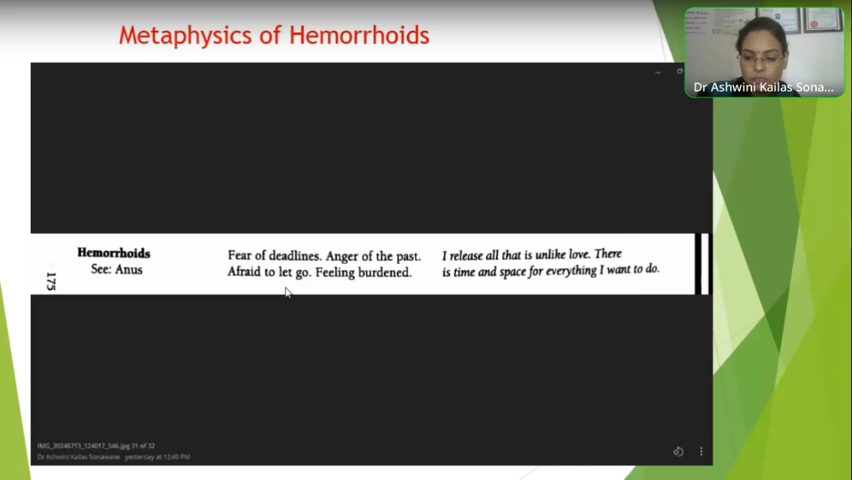 Metaphysics of Hemorrhoids
Dr Ashwini Kailas Sona...
Hemorrhoids
See: Anus
Fear of deadlines. Anger of the past.
Afraid to let go. Feeling burdened.
I release all that is unlike love. There
is time and space for everything I want to do.
175
IMG_20240713_124017_546.jpg 31 of 32
Dr Ashwini Kailas Sonawane yesterday at 12:40 PM